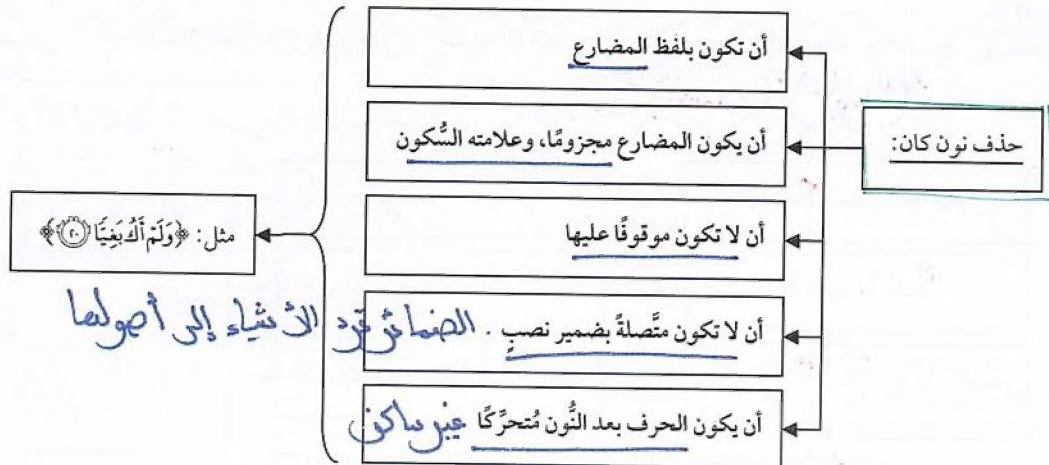 حذف نون كان:
أن تكون بلفظ المضارع
أن يكون المضارع مجزومًا، وعلامته السُّكون
أن لا تكون موقوفًا عليها
أن لا تكون متَّصلةً بضمير نصبٍ . الضمائر ترد الأشياء إلى أصولها
أن يكون الحرف بعد النُّون مُتحرِّكًا غير ساكن
مثل: ﴿وَلَمْ أَكُ بَغِيًّا ٢٠﴾